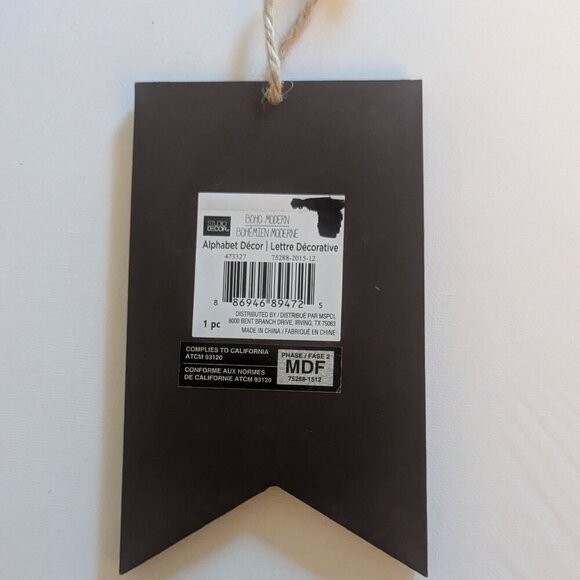 STUDIO
DECOR®
BOHO MODERN
BOHÉMIEN MODERNE
Alphabet Décor | Lettre Décorative
473327 75288-2015-12
8 86946 89472 5
DISTRIBUTED BY / DISTRIBUÉ PAR MSPCI,
8000 BENT BRANCH DRIVE, IRVING, TX 75063
1 pc
MADE IN CHINA / FABRIQUÉ EN CHINE
COMPLIES TO CALIFORNIA
ATCM 93120
CONFORME AUX NORMES
DE CALIFORNIE ATCM 93120
PHASE / FASE 2
MDF
75288-1512